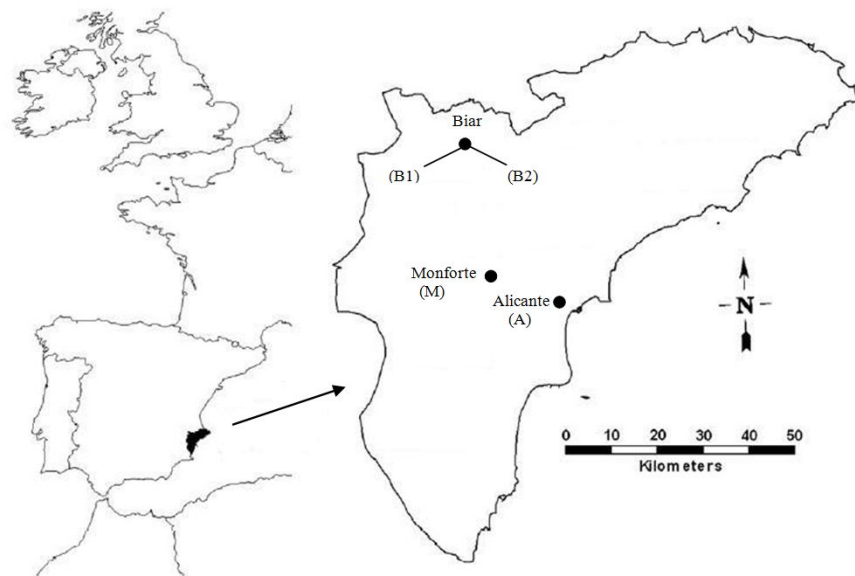 Biar
(B1)
(B2)
Monforte
(M)
Alicante
(A)
N
0 10 20 30 40 50
Kilometers